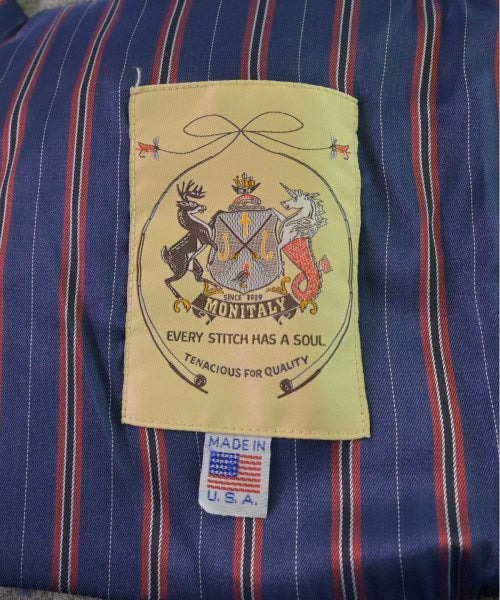 SINCE 1989
MONITALY
EVERY STITCH HAS A SOUL
TENACIOUS FOR QUALITY
MADE IN
U.S.A.